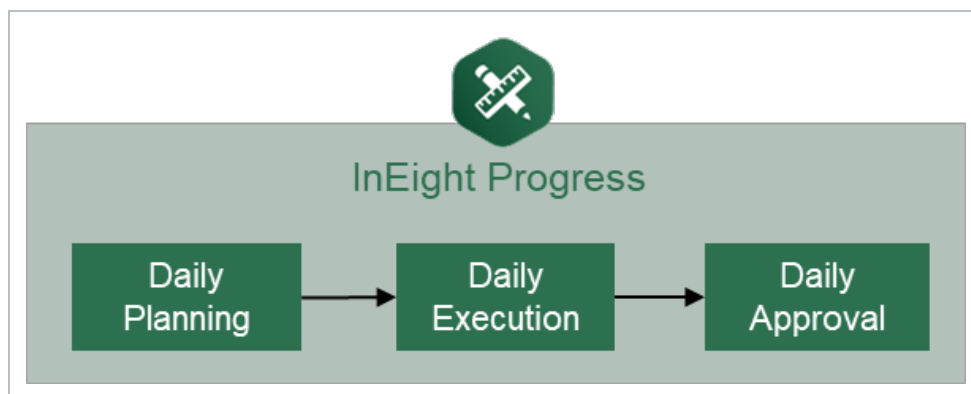 InEight Progress
Daily
Planning
Daily
Execution
Daily
Approval